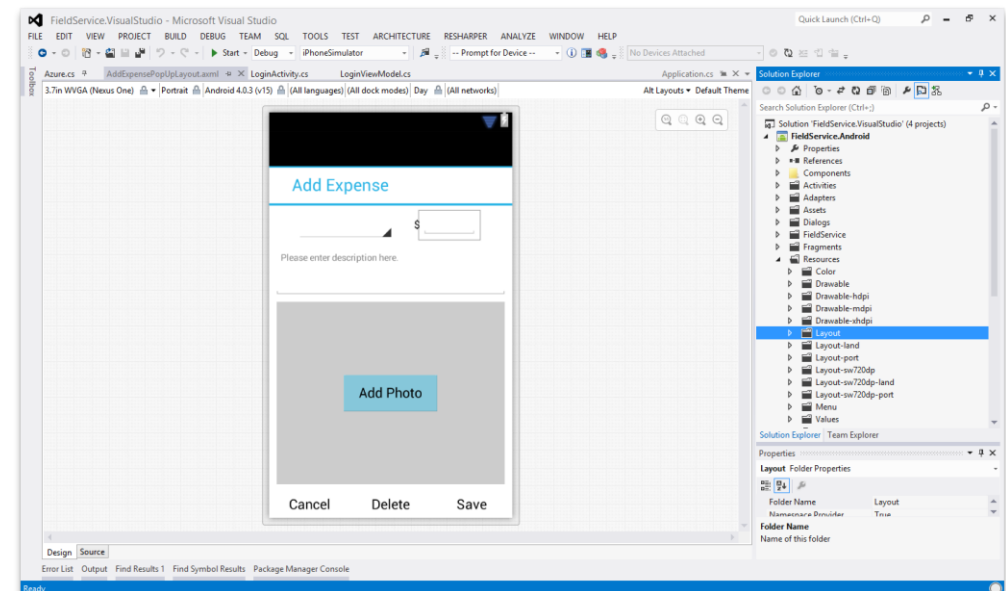 FieldService.VisualStudio - Microsoft Visual Studio
Quick Launch (Ctrl+Q)
FILE EDIT VIEW PROJECT BUILD DEBUG TEAM SQL TOOLS TEST ARCHITECTURE RESHARPER ANALYZE WINDOW HELP
Start Debug iPhoneSimulator -- Prompt for Device -- No Devices Attached
Toolbox
Azure.cs AddExpensePopUpLayout.axml LoginActivity.cs LoginViewModel.cs Application.cs
3.7in WVGA (Nexus One) Portrait Android 4.0.3 (v15) (All languages) (All dock modes) Day (All networks) Alt Layouts Default Theme
Add Expense
$
Please enter description here.
Add Photo
Cancel Delete Save
Design Source
Solution Explorer
Search Solution Explorer (Ctrl+;)
Solution 'FieldService.VisualStudio' (4 projects)
FieldService.Android
Properties
References
Components
Activities
Adapters
Assets
Dialogs
FieldService
Fragments
Resources
Color
Drawable
Drawable-hdpi
Drawable-mdpi
Drawable-xhdpi
Layout
Layout-land
Layout-port
Layout-sw720dp
Layout-sw720dp-land
Layout-sw720dp-port
Menu
Values
Solution Explorer Team Explorer
Properties
Layout Folder Properties
Folder Name Layout
Namespace Provider True
Folder Name
Name of this folder
Error List Output Find Results 1 Find Symbol Results Package Manager Console
Ready